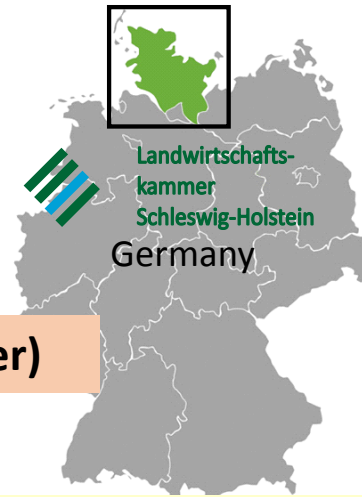 Landwirtschafts-
kammer
Schleswig-Holstein
Germany
er)